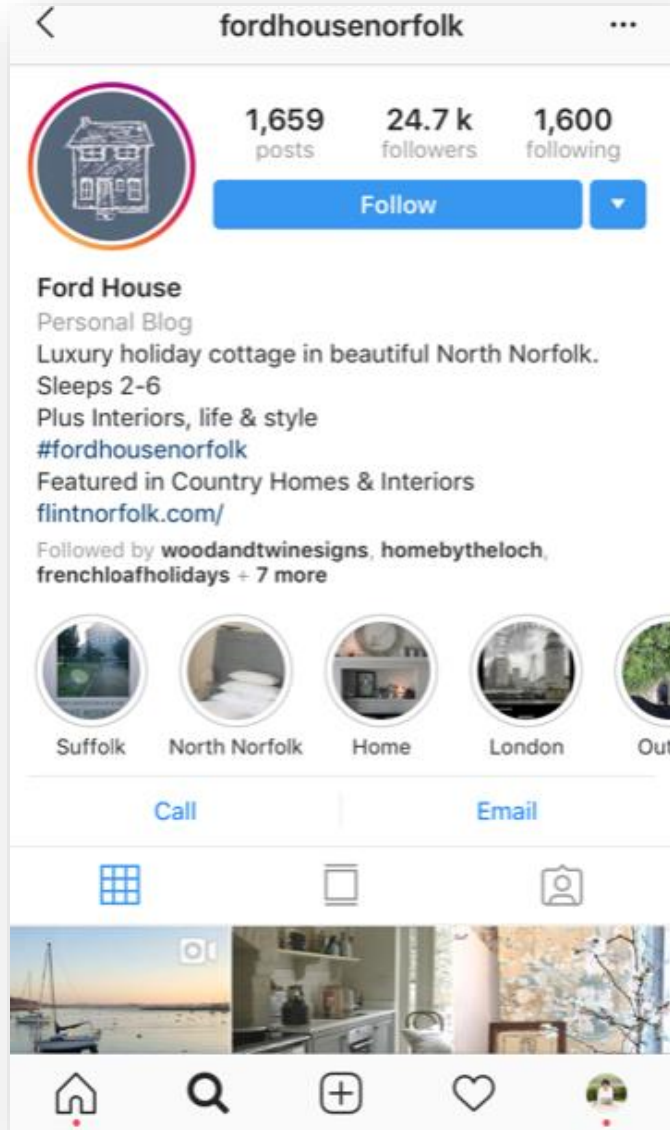 fordhousenorfolk
1,659 24.7 k 1,600
posts followers following
Follow
Ford House
Personal Blog
Luxury holiday cottage in beautiful North Norfolk.
Sleeps 2-6
Plus Interiors, life & style
#fordhousenorfolk
Featured in Country Homes & Interiors
flintnorfolk.com/
Followed by woodandtwinesigns, homebytheloch,
frenchloafholidays + 7 more
Suffolk North Norfolk Home London Out
Call Email